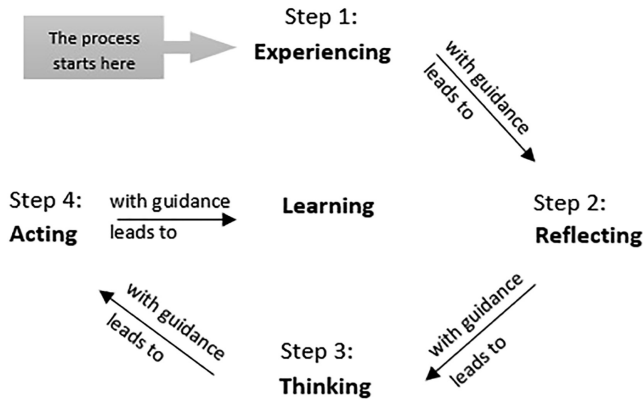 The process
starts here
Step 1:
Experiencing
with guidance
leads to
Step 2:
Reflecting
with guidance
leads to
Step 3:
Thinking
with guidance
leads to
Step 4:
Acting
with guidance
leads to
Learning